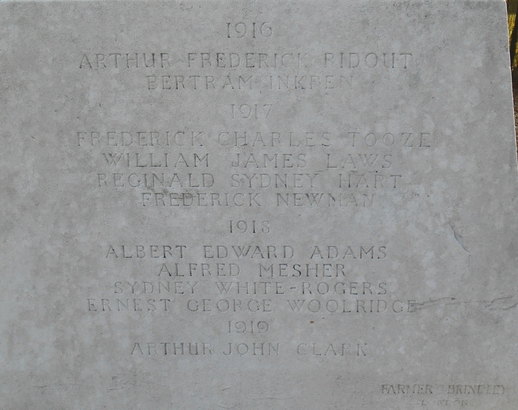 1916
ARTHUR FREDERICK RIDOUT
BERTRAM INKPEN
1917
FREDERICK CHARLES TOOZE
WILLIAM JAMES LAWS
REGINALD SYDNEY HART
FREDERICK NEWMAN
1918
ALBERT EDWARD ADAMS
ALFRED MESHER
SYDNEY WHITE-ROGERS
ERNEST GEORGE WOOLRIDGE
1919
ARTHUR JOHN CLARK
FARMER & BRINDLEY
LONDON